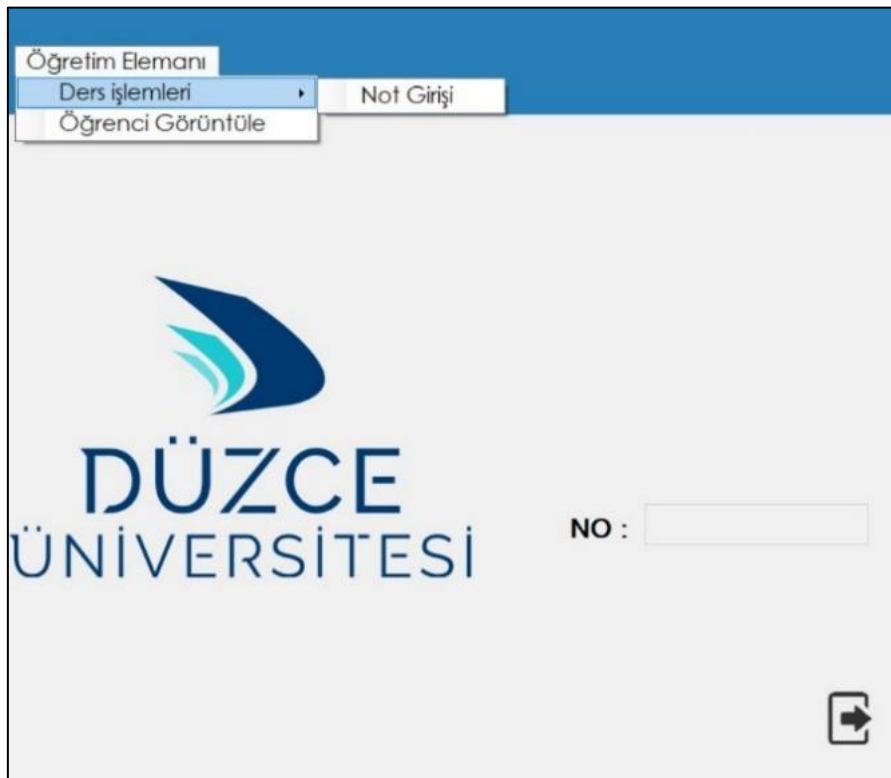 Öğretim Elemanı
Ders işlemleri
Not Girişi
Öğrenci Görüntüle
DÜZCE
ÜNİVERSİTESİ
NO :